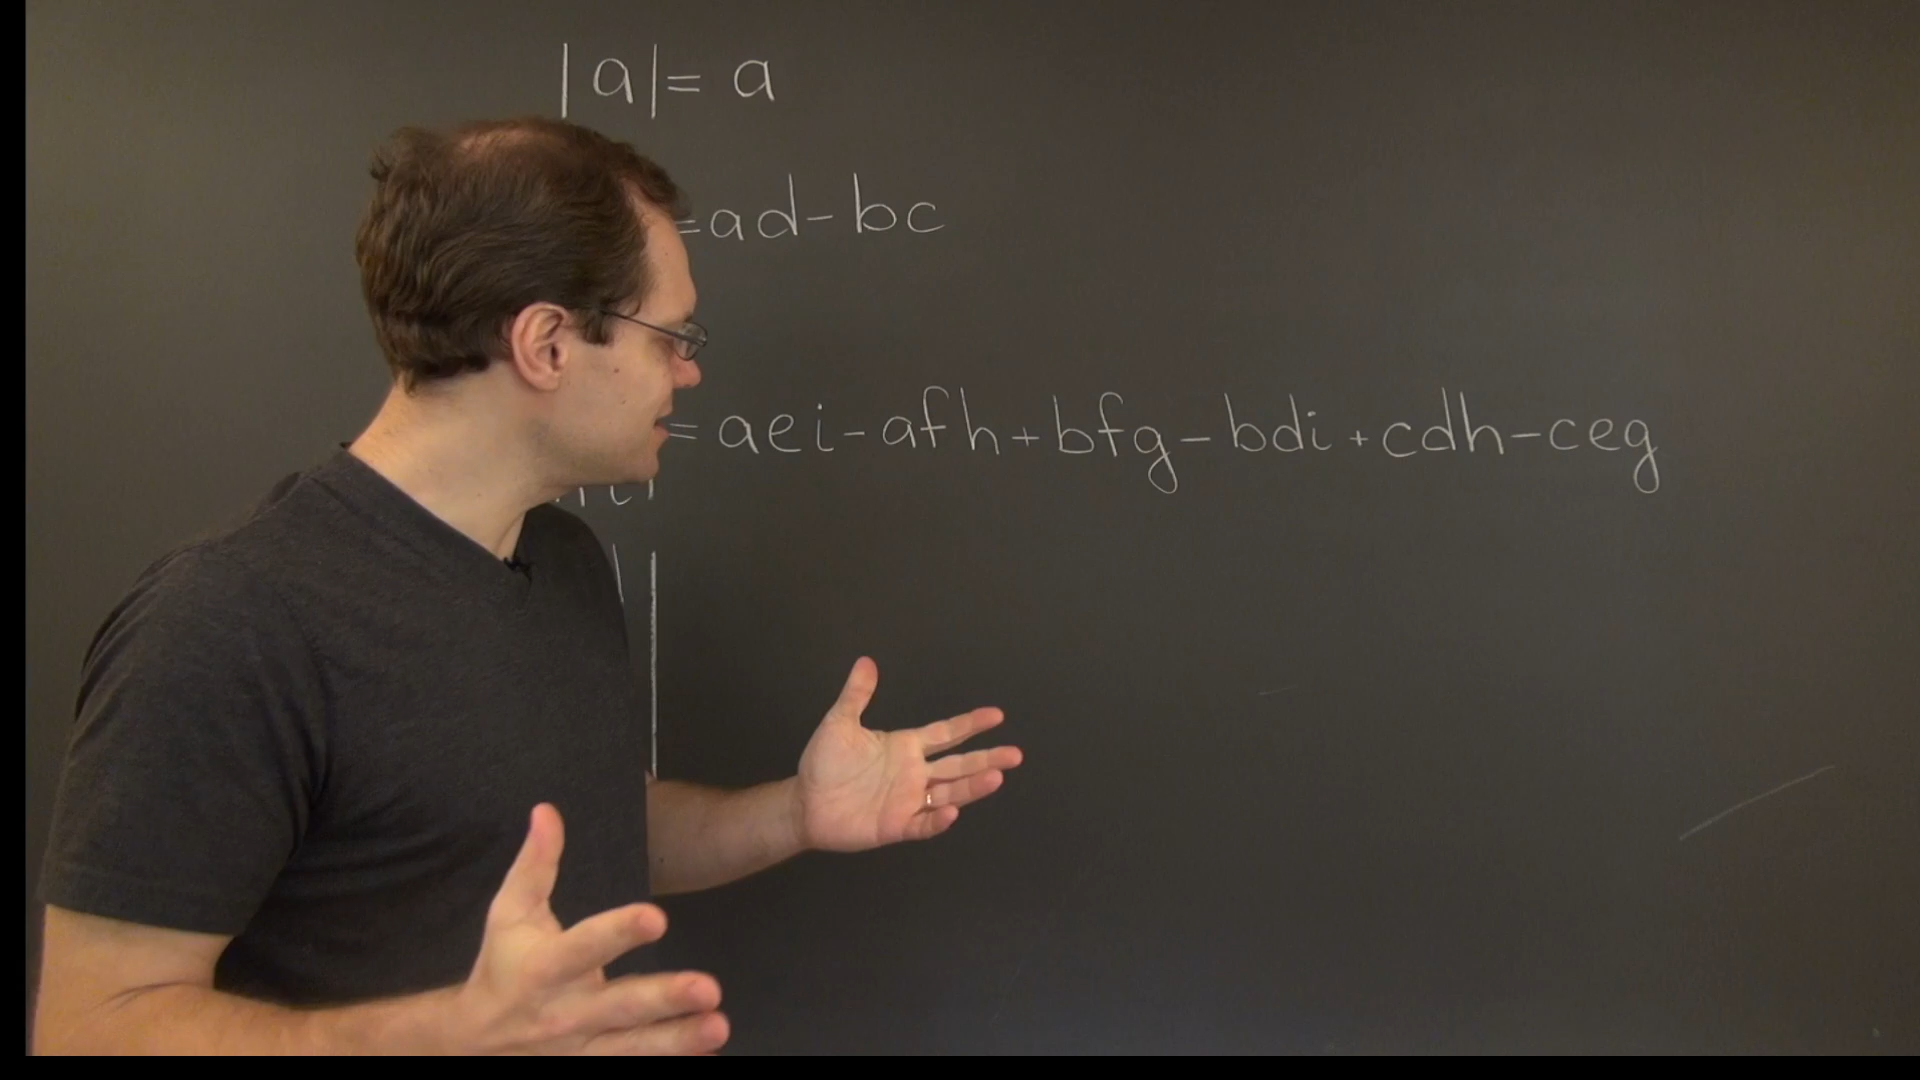 |a|= a
=ad-bc
= aei-afh+bfg-bdi+cdh-ceg